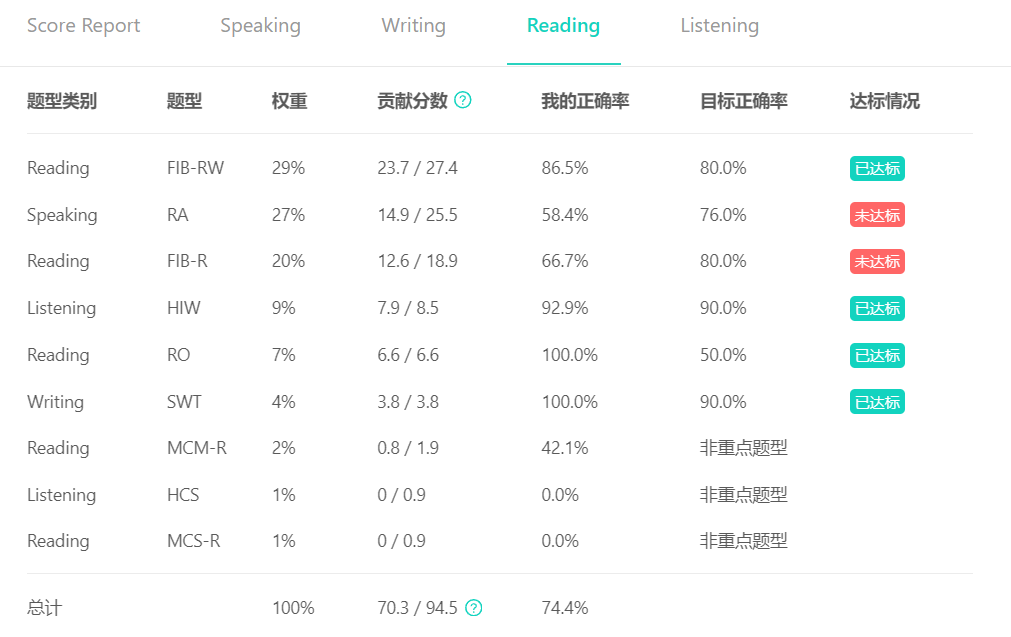 Score Report Speaking Writing Reading Listening
题型类别 题型 权重 贡献分数 ? 我的正确率 目标正确率 达标情况
Reading FIB-RW 29% 23.7 / 27.4 86.5% 80.0% 已达标
Speaking RA 27% 14.9 / 25.5 58.4% 76.0% 未达标
Reading FIB-R 20% 12.6 / 18.9 66.7% 80.0% 未达标
Listening HIW 9% 7.9 / 8.5 92.9% 90.0% 已达标
Reading RO 7% 6.6 / 6.6 100.0% 50.0% 已达标
Writing SWT 4% 3.8 / 3.8 100.0% 90.0% 已达标
Reading MCM-R 2% 0.8 / 1.9 42.1% 非重点题型
Listening HCS 1% 0 / 0.9 0.0% 非重点题型
Reading MCS-R 1% 0 / 0.9 0.0% 非重点题型
总计 100% 70.3 / 94.5 ? 74.4%